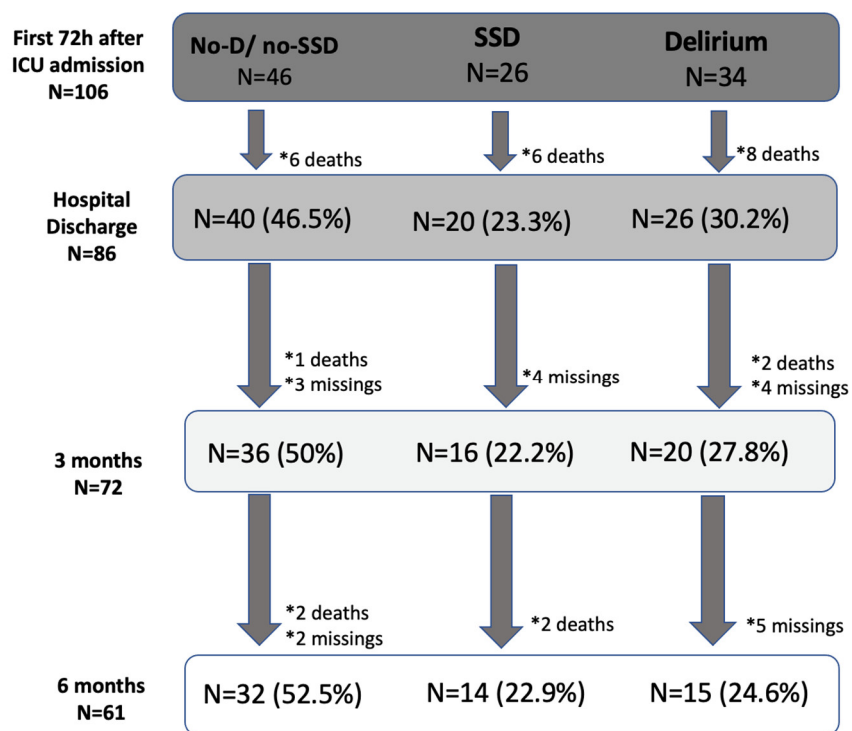 First 72h after
ICU admission
N=106
No-D/ no-SSD
N=46
SSD
N=26
Delirium
N=34
*6 deaths
*6 deaths
*8 deaths
Hospital
Discharge
N=86
N=40 (46.5%)
N=20 (23.3%)
N=26 (30.2%)
*1 deaths
*3 missings
*4 missings
*2 deaths
*4 missings
3 months
N=72
N=36 (50%)
N=16 (22.2%)
N=20 (27.8%)
*2 deaths
*2 missings
*2 deaths
*5 missings
6 months
N=61
N=32 (52.5%)
N=14 (22.9%)
N=15 (24.6%)